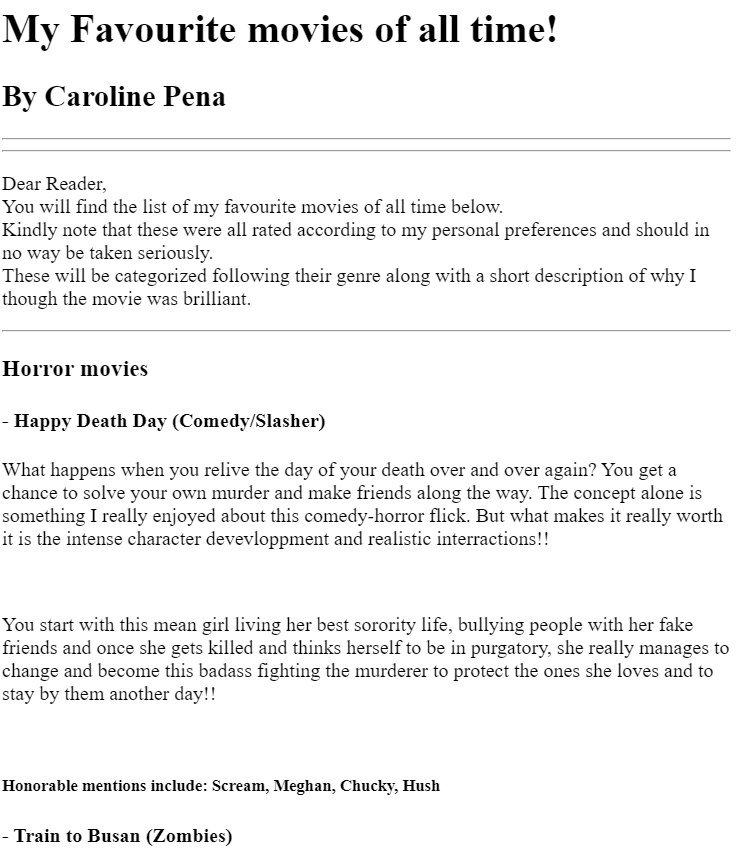 My Favourite movies of all time!
By Caroline Pena
Dear Reader,
You will find the list of my favourite movies of all time below.
Kindly note that these were all rated according to my personal preferences and should in
no way be taken seriously.
These will be categorized following their genre along with a short description of why I
though the movie was brilliant.
Horror movies
- Happy Death Day (Comedy/Slasher)
What happens when you relive the day of your death over and over again? You get a
chance to solve your own murder and make friends along the way. The concept alone is
something I really enjoyed about this comedy-horror flick. But what makes it really worth
it is the intense character devevloppment and realistic interractions!!
You start with this mean girl living her best sorority life, bullying people with her fake
friends and once she gets killed and thinks herself to be in purgatory, she really manages to
change and become this badass fighting the murderer to protect the ones she loves and to
stay by them another day!!
Honorable mentions include: Scream, Meghan, Chucky, Hush
- Train to Busan (Zombies)